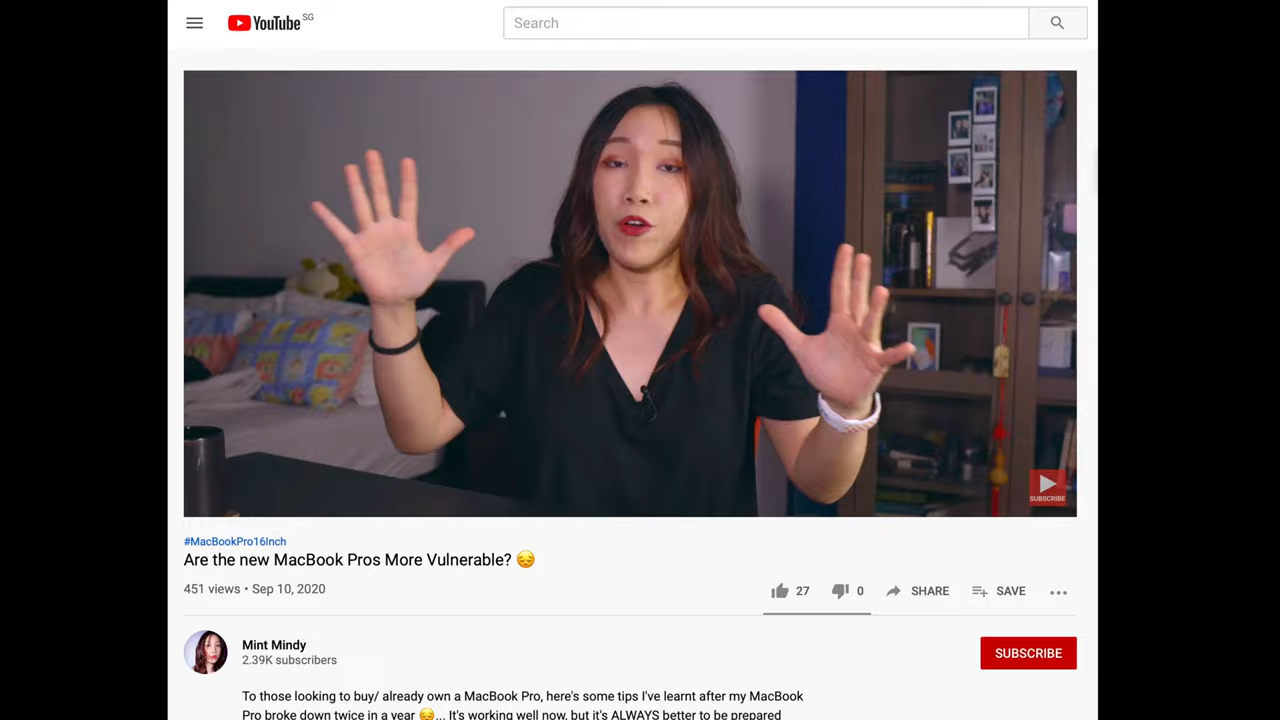 YouTube SG
Search
SUBSCRIBE
#MacBookPro16Inch
Are the new MacBook Pros More Vulnerable? 😔
451 views • Sep 10, 2020
27 0 SHARE SAVE
Mint Mindy
2.39K subscribers
SUBSCRIBE
To those looking to buy/ already own a MacBook Pro, here's some tips I've learnt after my MacBook
Pro broke down twice in a year 😔... It's working well now, but it's ALWAYS better to be prepared